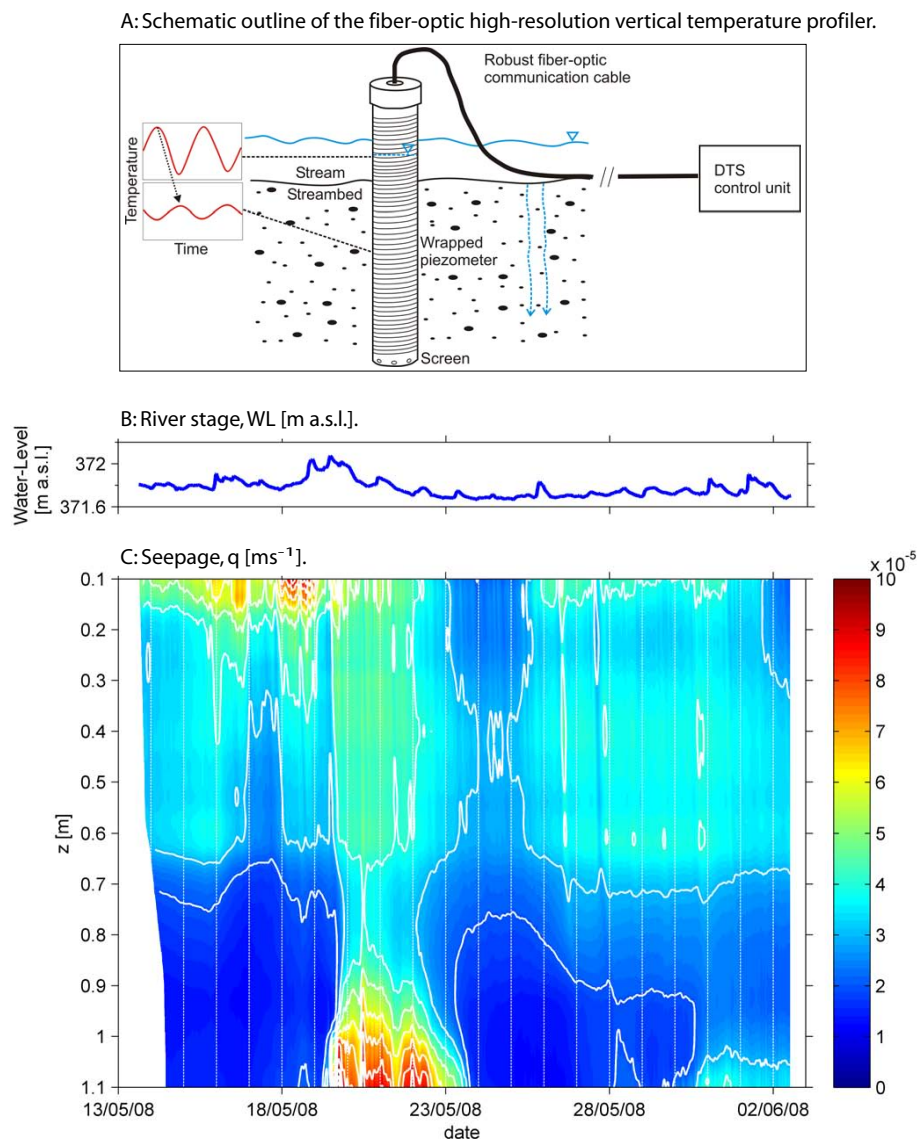 A: Schematic outline of the fiber-optic high-resolution vertical temperature profiler.
Robust fiber-optic
communication cable
Temperature
Time
Stream
Streambed
Wrapped
piezometer
Screen
DTS
control unit
B: River stage, WL [m a.s.l.].
Water-Level
[m a.s.l.]
372
371.6
C: Seepage, q [ms⁻¹].
x 10⁻⁵
z [m]
0.1
0.2
0.3
0.4
0.5
0.6
0.7
0.8
0.9
1
1.1
10
9
8
7
6
5
4
3
2
1
0
13/05/08 18/05/08 23/05/08 28/05/08 02/06/08
date